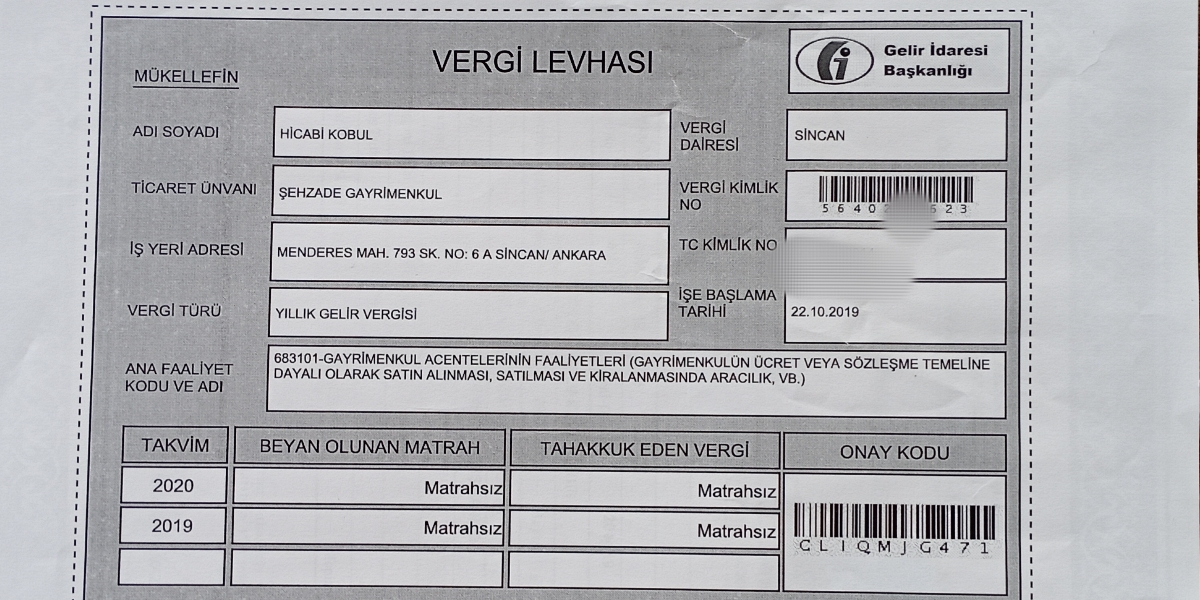 VERGİ LEVHASI
Gelir İdaresi
Başkanlığı
MÜKELLEFİN
ADI SOYADI
HİCABİ KOBUL
VERGİ
DAİRESİ
SİNCAN
TİCARET ÜNVANI
ŞEHZADE GAYRİMENKUL
VERGİ KİMLİK
NO
5640 623
İŞ YERİ ADRESİ
MENDERES MAH. 793 SK. NO: 6 A SİNCAN/ ANKARA
TC KİMLİK NO
VERGİ TÜRÜ
YILLIK GELİR VERGİSİ
İŞE BAŞLAMA
TARİHİ
22.10.2019
ANA FAALİYET
KODU VE ADI
683101-GAYRİMENKUL ACENTELERİNİN FAALİYETLERİ (GAYRİMENKULÜN ÜCRET VEYA SÖZLEŞME TEMELİNE
DAYALI OLARAK SATIN ALINMASI, SATILMASI VE KİRALANMASINDA ARACILIK, VB.)
TAKVİM BEYAN OLUNAN MATRAH TAHAKKUK EDEN VERGİ ONAY KODU
2020 Matrahsız Matrahsız
2019 Matrahsız Matrahsız
CLIQMJG471